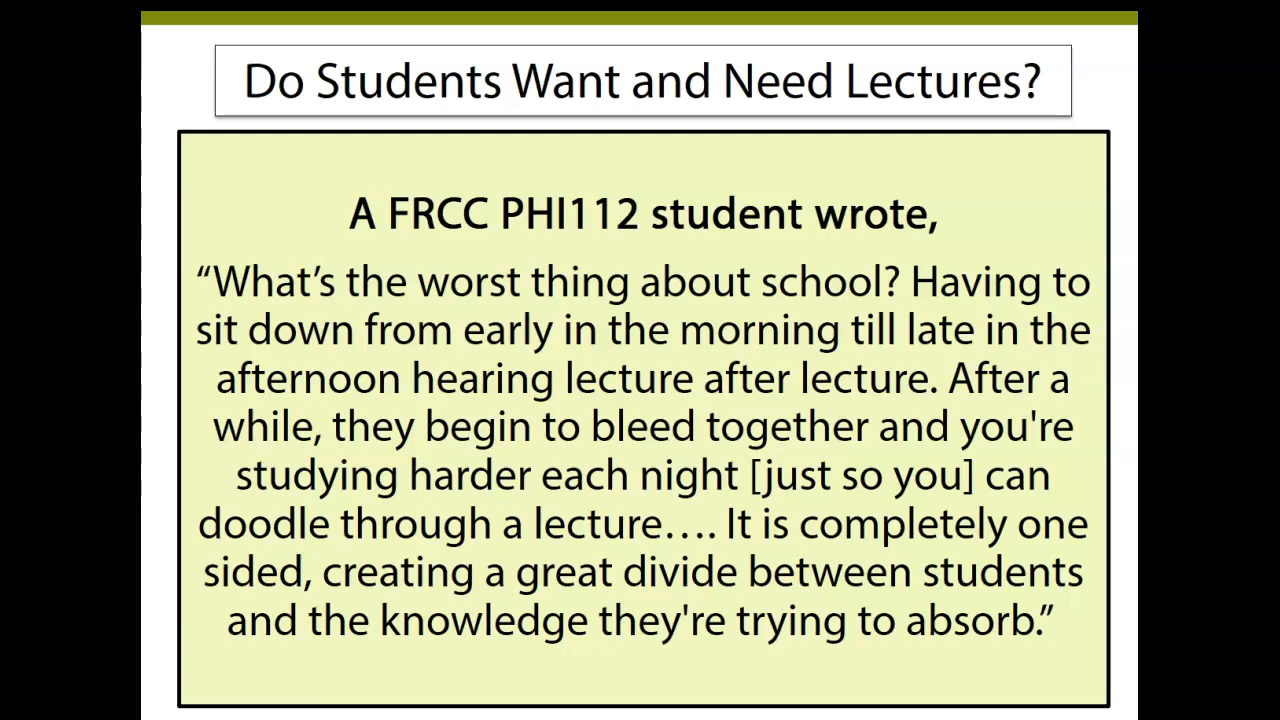 Do Students Want and Need Lectures?
A FRCC PHI112 student wrote,
“What’s the worst thing about school? Having to
sit down from early in the morning till late in the
afternoon hearing lecture after lecture. After a
while, they begin to bleed together and you're
studying harder each night [just so you] can
doodle through a lecture…. It is completely one
sided, creating a great divide between students
and the knowledge they're trying to absorb.”